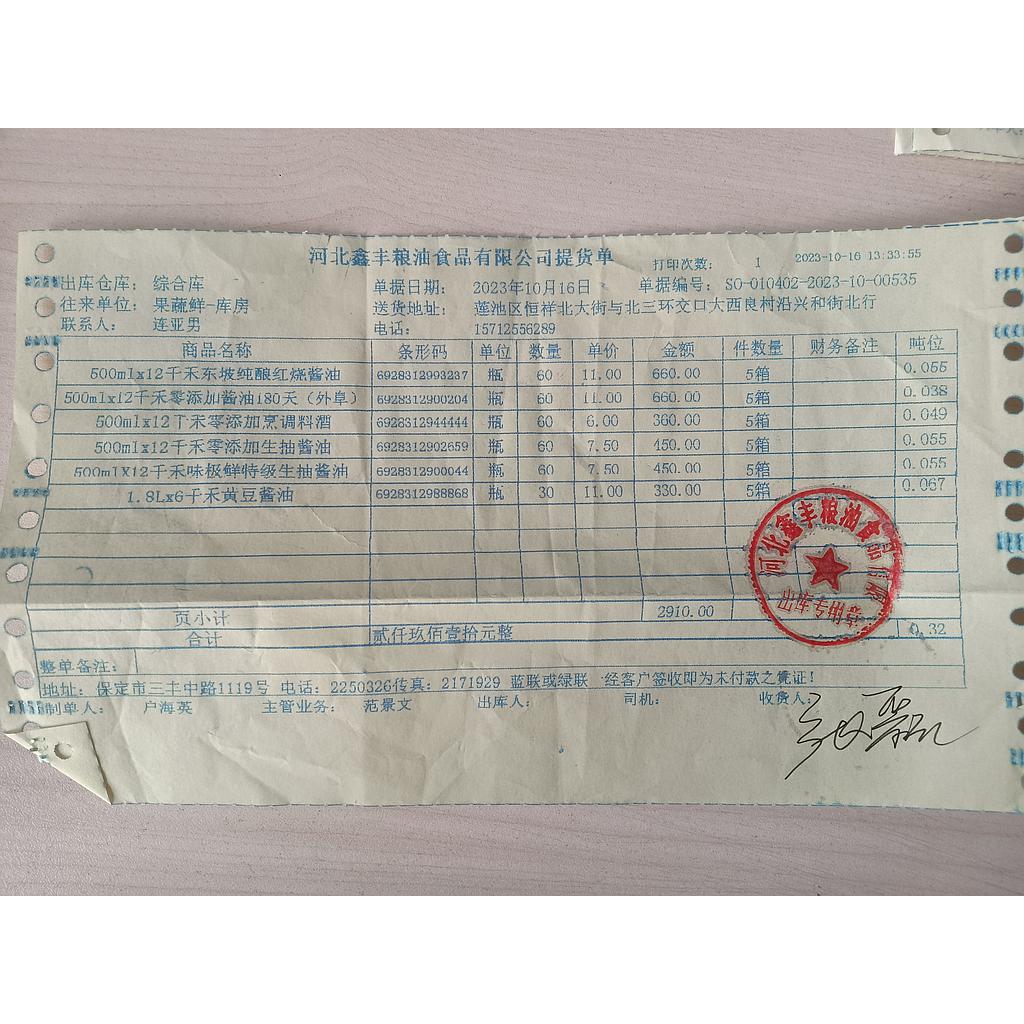 河北鑫丰粮油食品有限公司提货单 打印次数: 1 2023-10-16 13:33:55
出库仓库: 综合库 单据日期: 2023年10月16日 单据编号: SO-010402-2023-10-00535
往来单位: 果蔬鲜-库房 送货地址: 莲池区恒祥北大街与北三环交口大西良村沿兴和街北行
联系人: 连亚男 电话: 15712556289
商品名称 条形码 单位 数量 单价 金额 件数量 财务备注 吨位
500mlx12千禾东坡纯酿红烧酱油 6928312993237 瓶 60 11.00 660.00 5箱 0.055
500mlx12千禾零添加酱油180天（外阜） 6928312900204 瓶 60 11.00 660.00 5箱 0.038
500mlx12千禾零添加烹调料酒 6928312944444 瓶 60 6.00 360.00 5箱 0.049
500mlx12千禾零添加生抽酱油 6928312902659 瓶 60 7.50 450.00 5箱 0.055
500mlX12千禾味极鲜特级生抽酱油 6928312900044 瓶 60 7.50 450.00 5箱 0.055
1.8Lx6千禾黄豆酱油 6928312988868 瓶 30 11.00 330.00 5箱 0.067
页小计 2910.00
合计 贰仟玖佰壹拾元整 0.32
整单备注:
地址: 保定市三丰中路1119号 电话: 2250326传真: 2171929 蓝联或绿联 经客户签收即为未付款之凭证!
制单人: 户海英 主管业务: 范景文 出库人: 司机: 收货人:
河北鑫丰粮油食品有限
出库专用章